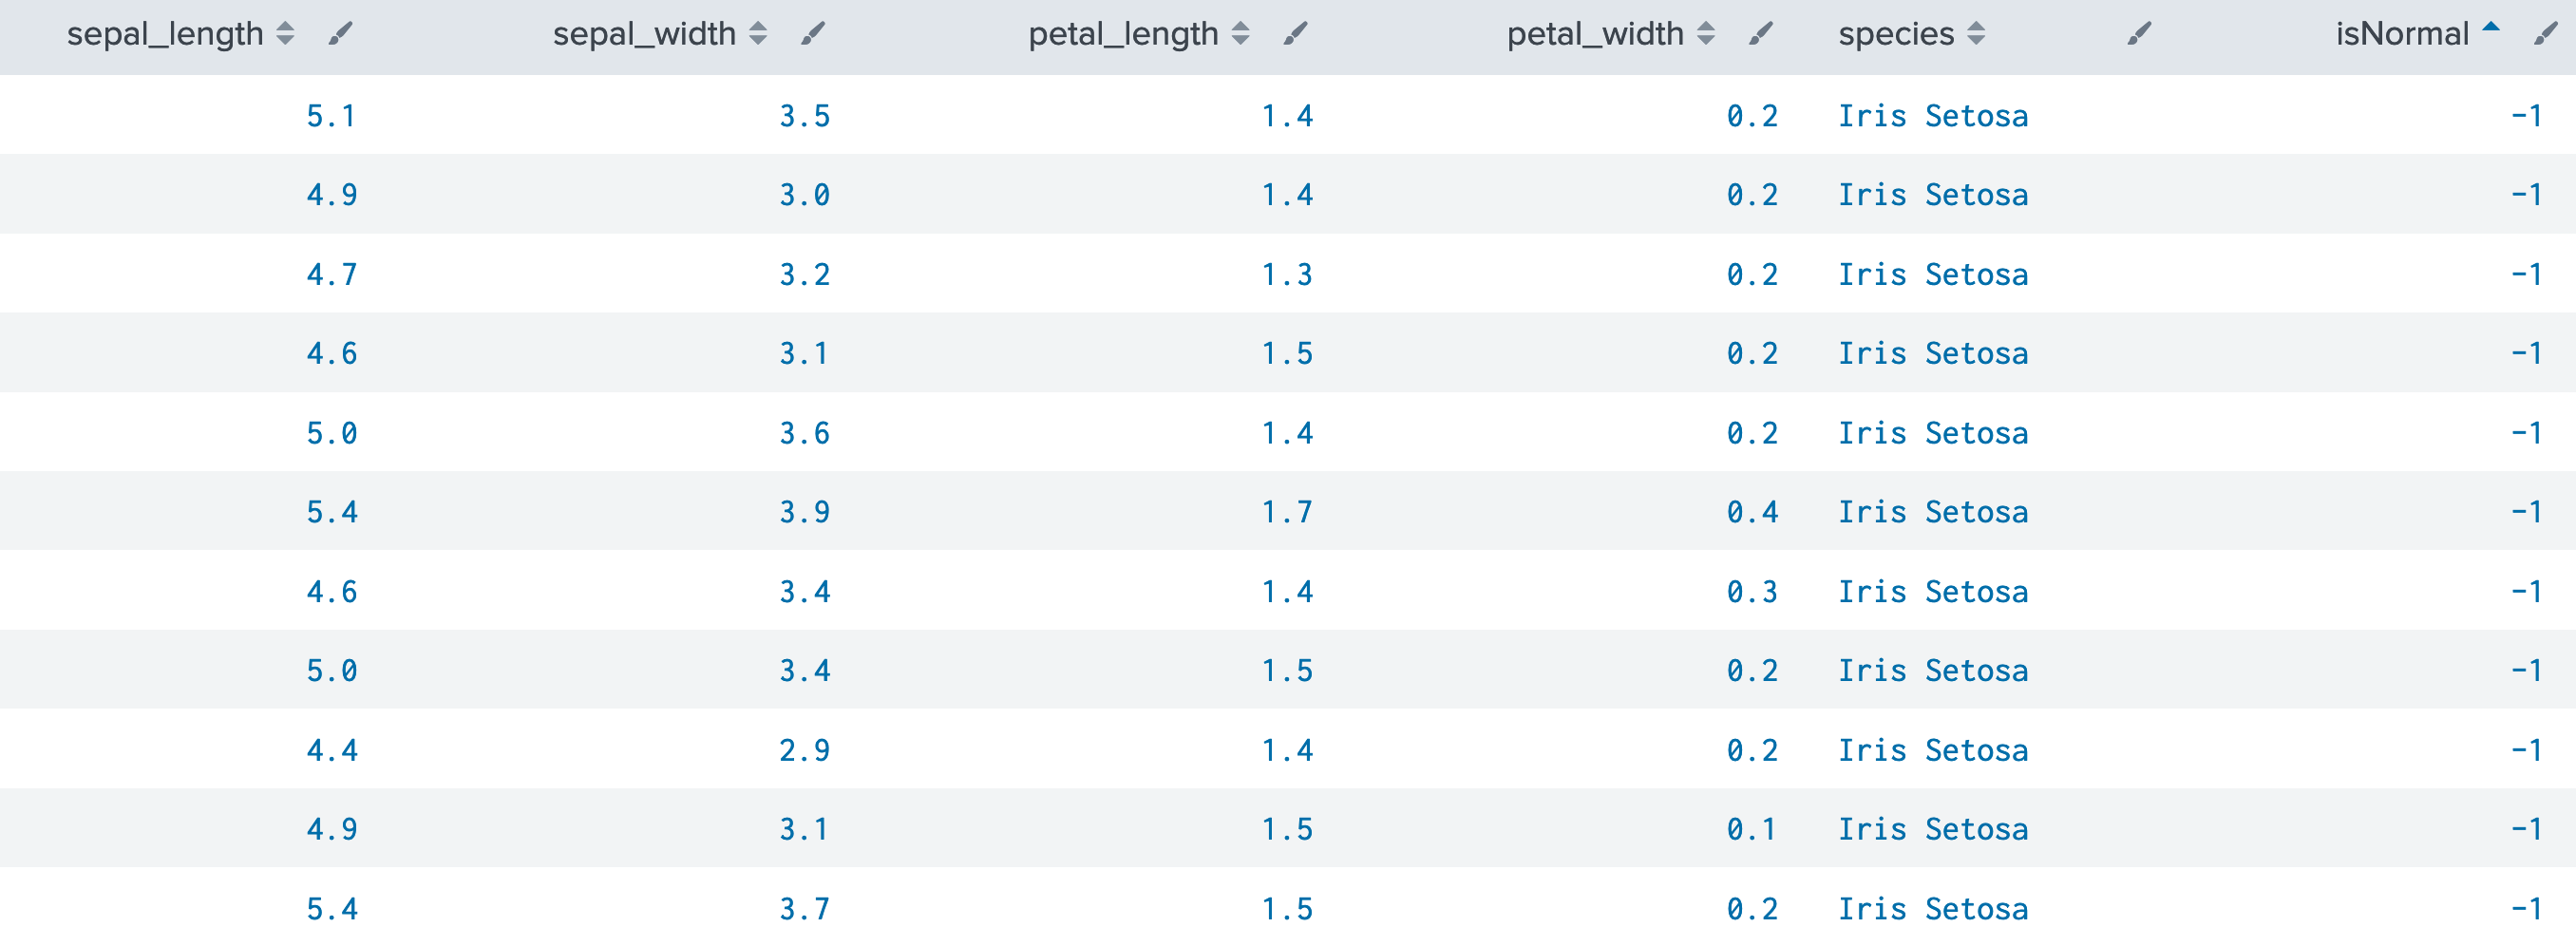 sepal_length sepal_width petal_length petal_width species isNormal
5.1 3.5 1.4 0.2 Iris Setosa -1
4.9 3.0 1.4 0.2 Iris Setosa -1
4.7 3.2 1.3 0.2 Iris Setosa -1
4.6 3.1 1.5 0.2 Iris Setosa -1
5.0 3.6 1.4 0.2 Iris Setosa -1
5.4 3.9 1.7 0.4 Iris Setosa -1
4.6 3.4 1.4 0.3 Iris Setosa -1
5.0 3.4 1.5 0.2 Iris Setosa -1
4.4 2.9 1.4 0.2 Iris Setosa -1
4.9 3.1 1.5 0.1 Iris Setosa -1
5.4 3.7 1.5 0.2 Iris Setosa -1